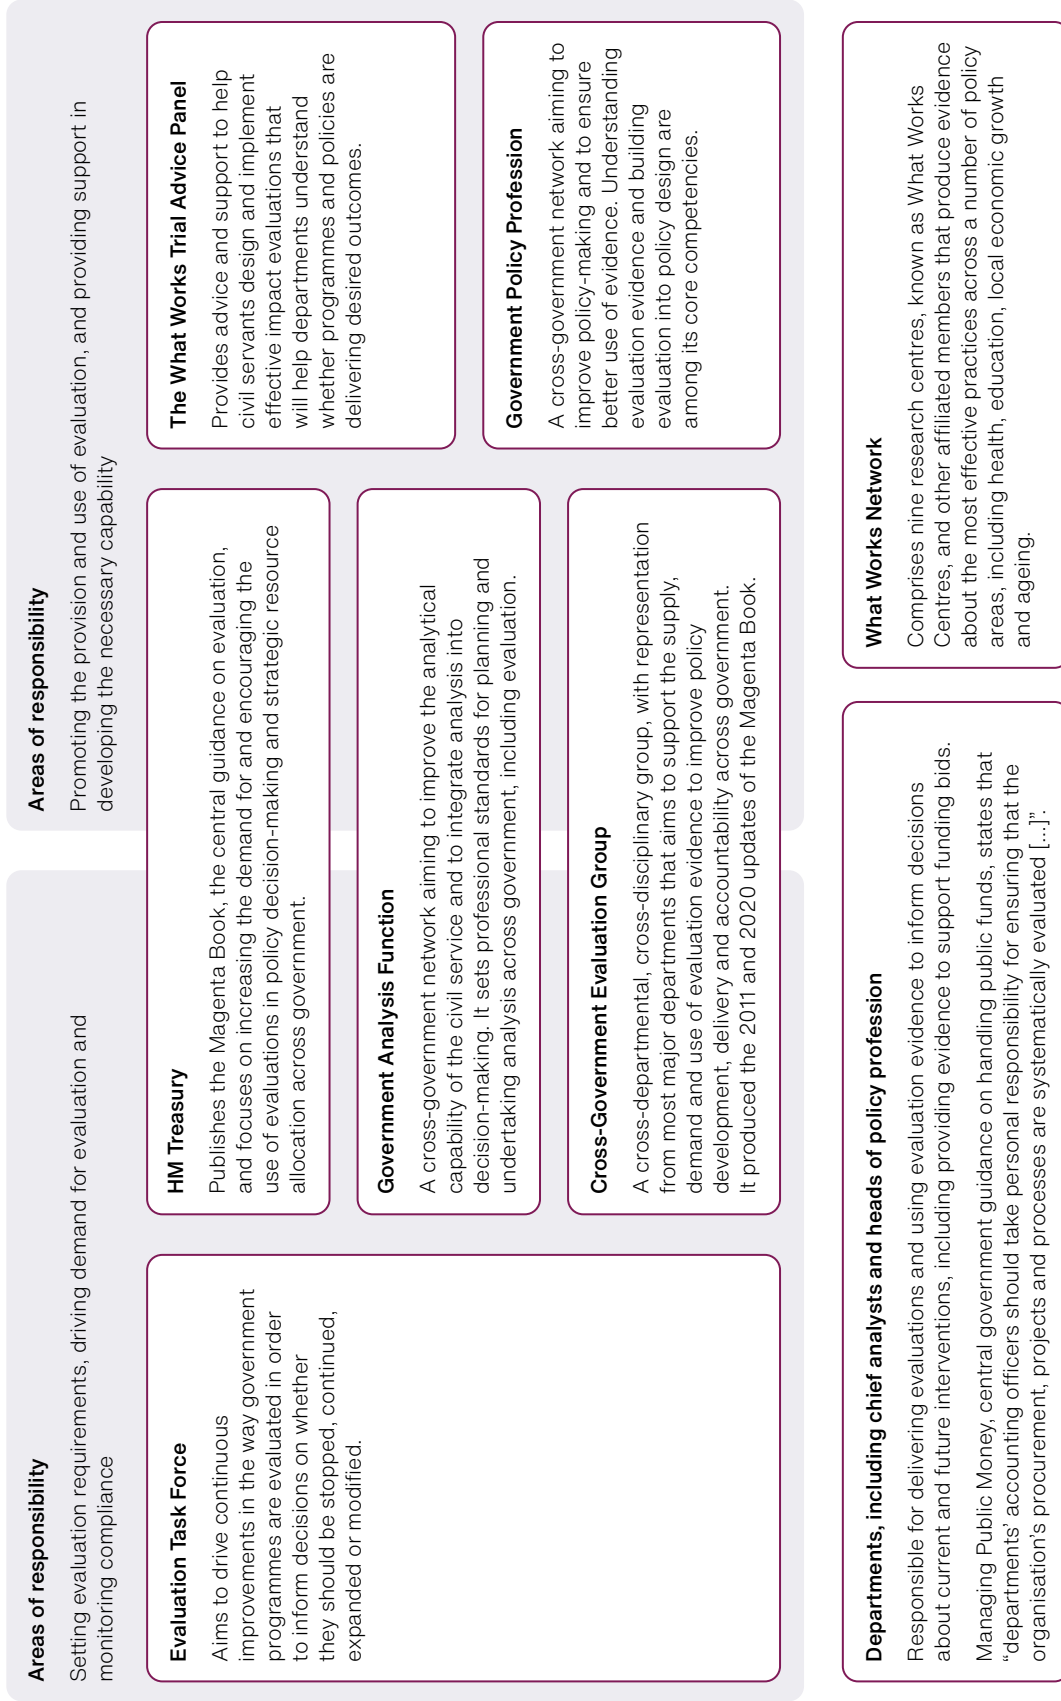 Areas of responsibility
Setting evaluation requirements, driving demand for evaluation and
monitoring compliance
Areas of responsibility
Promoting the provision and use of evaluation, and providing support in
developing the necessary capability
Evaluation Task Force
Aims to drive continuous
improvements in the way government
programmes are evaluated in order
to inform decisions on whether
they should be stopped, continued,
expanded or modified.
HM Treasury
Publishes the Magenta Book, the central guidance on evaluation,
and focuses on increasing the demand for and encouraging the
use of evaluations in policy decision-making and strategic resource
allocation across government.
Government Analysis Function
A cross-government network aiming to improve the analytical
capability of the civil service and to integrate analysis into
decision-making. It sets professional standards for planning and
undertaking analysis across government, including evaluation.
Cross-Government Evaluation Group
A cross-departmental, cross-disciplinary group, with representation
from most major departments that aims to support the supply,
demand and use of evaluation evidence to improve policy
development, delivery and accountability across government.
It produced the 2011 and 2020 updates of the Magenta Book.
The What Works Trial Advice Panel
Provides advice and support to help
civil servants design and implement
effective impact evaluations that
will help departments understand
whether programmes and policies are
delivering desired outcomes.
Government Policy Profession
A cross-government network aiming to
improve policy-making and to ensure
better use of evidence. Understanding
evaluation evidence and building
evaluation into policy design are
among its core competencies.
Departments, including chief analysts and heads of policy profession
Responsible for delivering evaluations and using evaluation evidence to inform decisions
about current and future interventions, including providing evidence to support funding bids.
Managing Public Money, central government guidance on handling public funds, states that
“departments’ accounting officers should take personal responsibility for ensuring that the
organisation’s procurement, projects and processes are systematically evaluated [...]”.
What Works Network
Comprises nine research centres, known as What Works
Centres, and other affiliated members that produce evidence
about the most effective practices across a number of policy
areas, including health, education, local economic growth
and ageing.